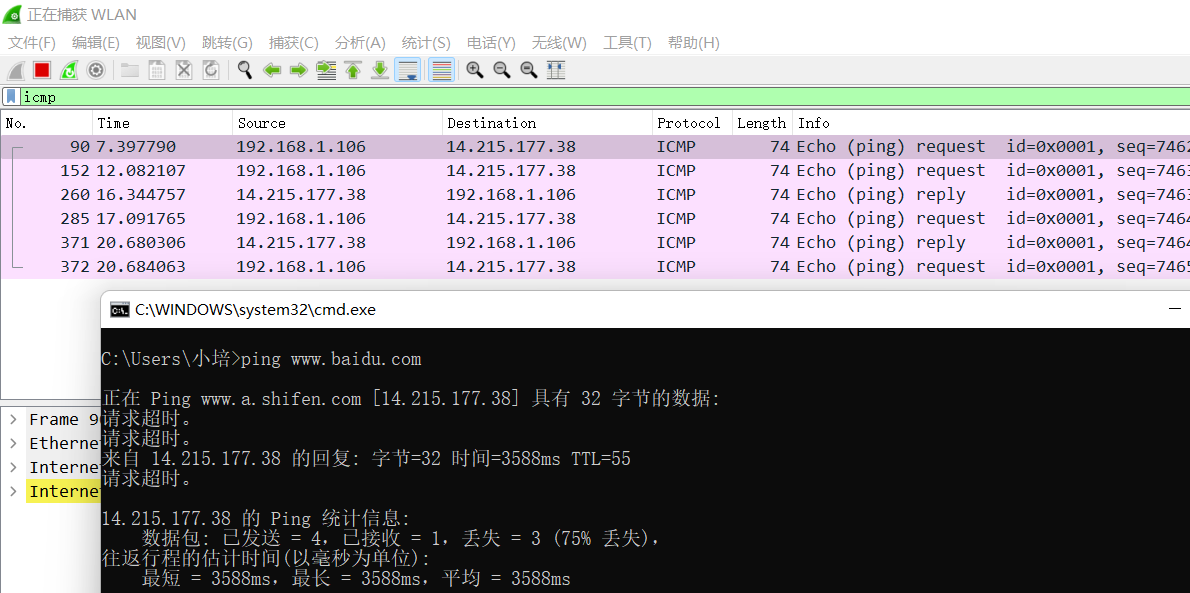 正在捕获 WLAN
文件(F) 编辑(E) 视图(V) 跳转(G) 捕获(C) 分析(A) 统计(S) 电话(Y) 无线(W) 工具(T) 帮助(H)
icmp
No. Time Source Destination Protocol Length Info
90 7.397790 192.168.1.106 14.215.177.38 ICMP 74 Echo (ping) request id=0x0001, seq=7462
152 12.082107 192.168.1.106 14.215.177.38 ICMP 74 Echo (ping) request id=0x0001, seq=7463
260 16.344757 14.215.177.38 192.168.1.106 ICMP 74 Echo (ping) reply id=0x0001, seq=7463
285 17.091765 192.168.1.106 14.215.177.38 ICMP 74 Echo (ping) request id=0x0001, seq=7464
371 20.680306 14.215.177.38 192.168.1.106 ICMP 74 Echo (ping) reply id=0x0001, seq=7464
372 20.684063 192.168.1.106 14.215.177.38 ICMP 74 Echo (ping) request id=0x0001, seq=7465
C:\WINDOWS\system32\cmd.exe
C:\Users\小培>ping www.baidu.com
正在 Ping www.a.shifen.com [14.215.177.38] 具有 32 字节的数据:
Frame 9
请求超时。
Etherne
请求超时。
Interne
来自 14.215.177.38 的回复: 字节=32 时间=3588ms TTL=55
请求超时。
Interne
14.215.177.38 的 Ping 统计信息:
数据包: 已发送 = 4，已接收 = 1，丢失 = 3 (75% 丢失)，
往返行程的估计时间(以毫秒为单位):
最短 = 3588ms，最长 = 3588ms，平均 = 3588ms